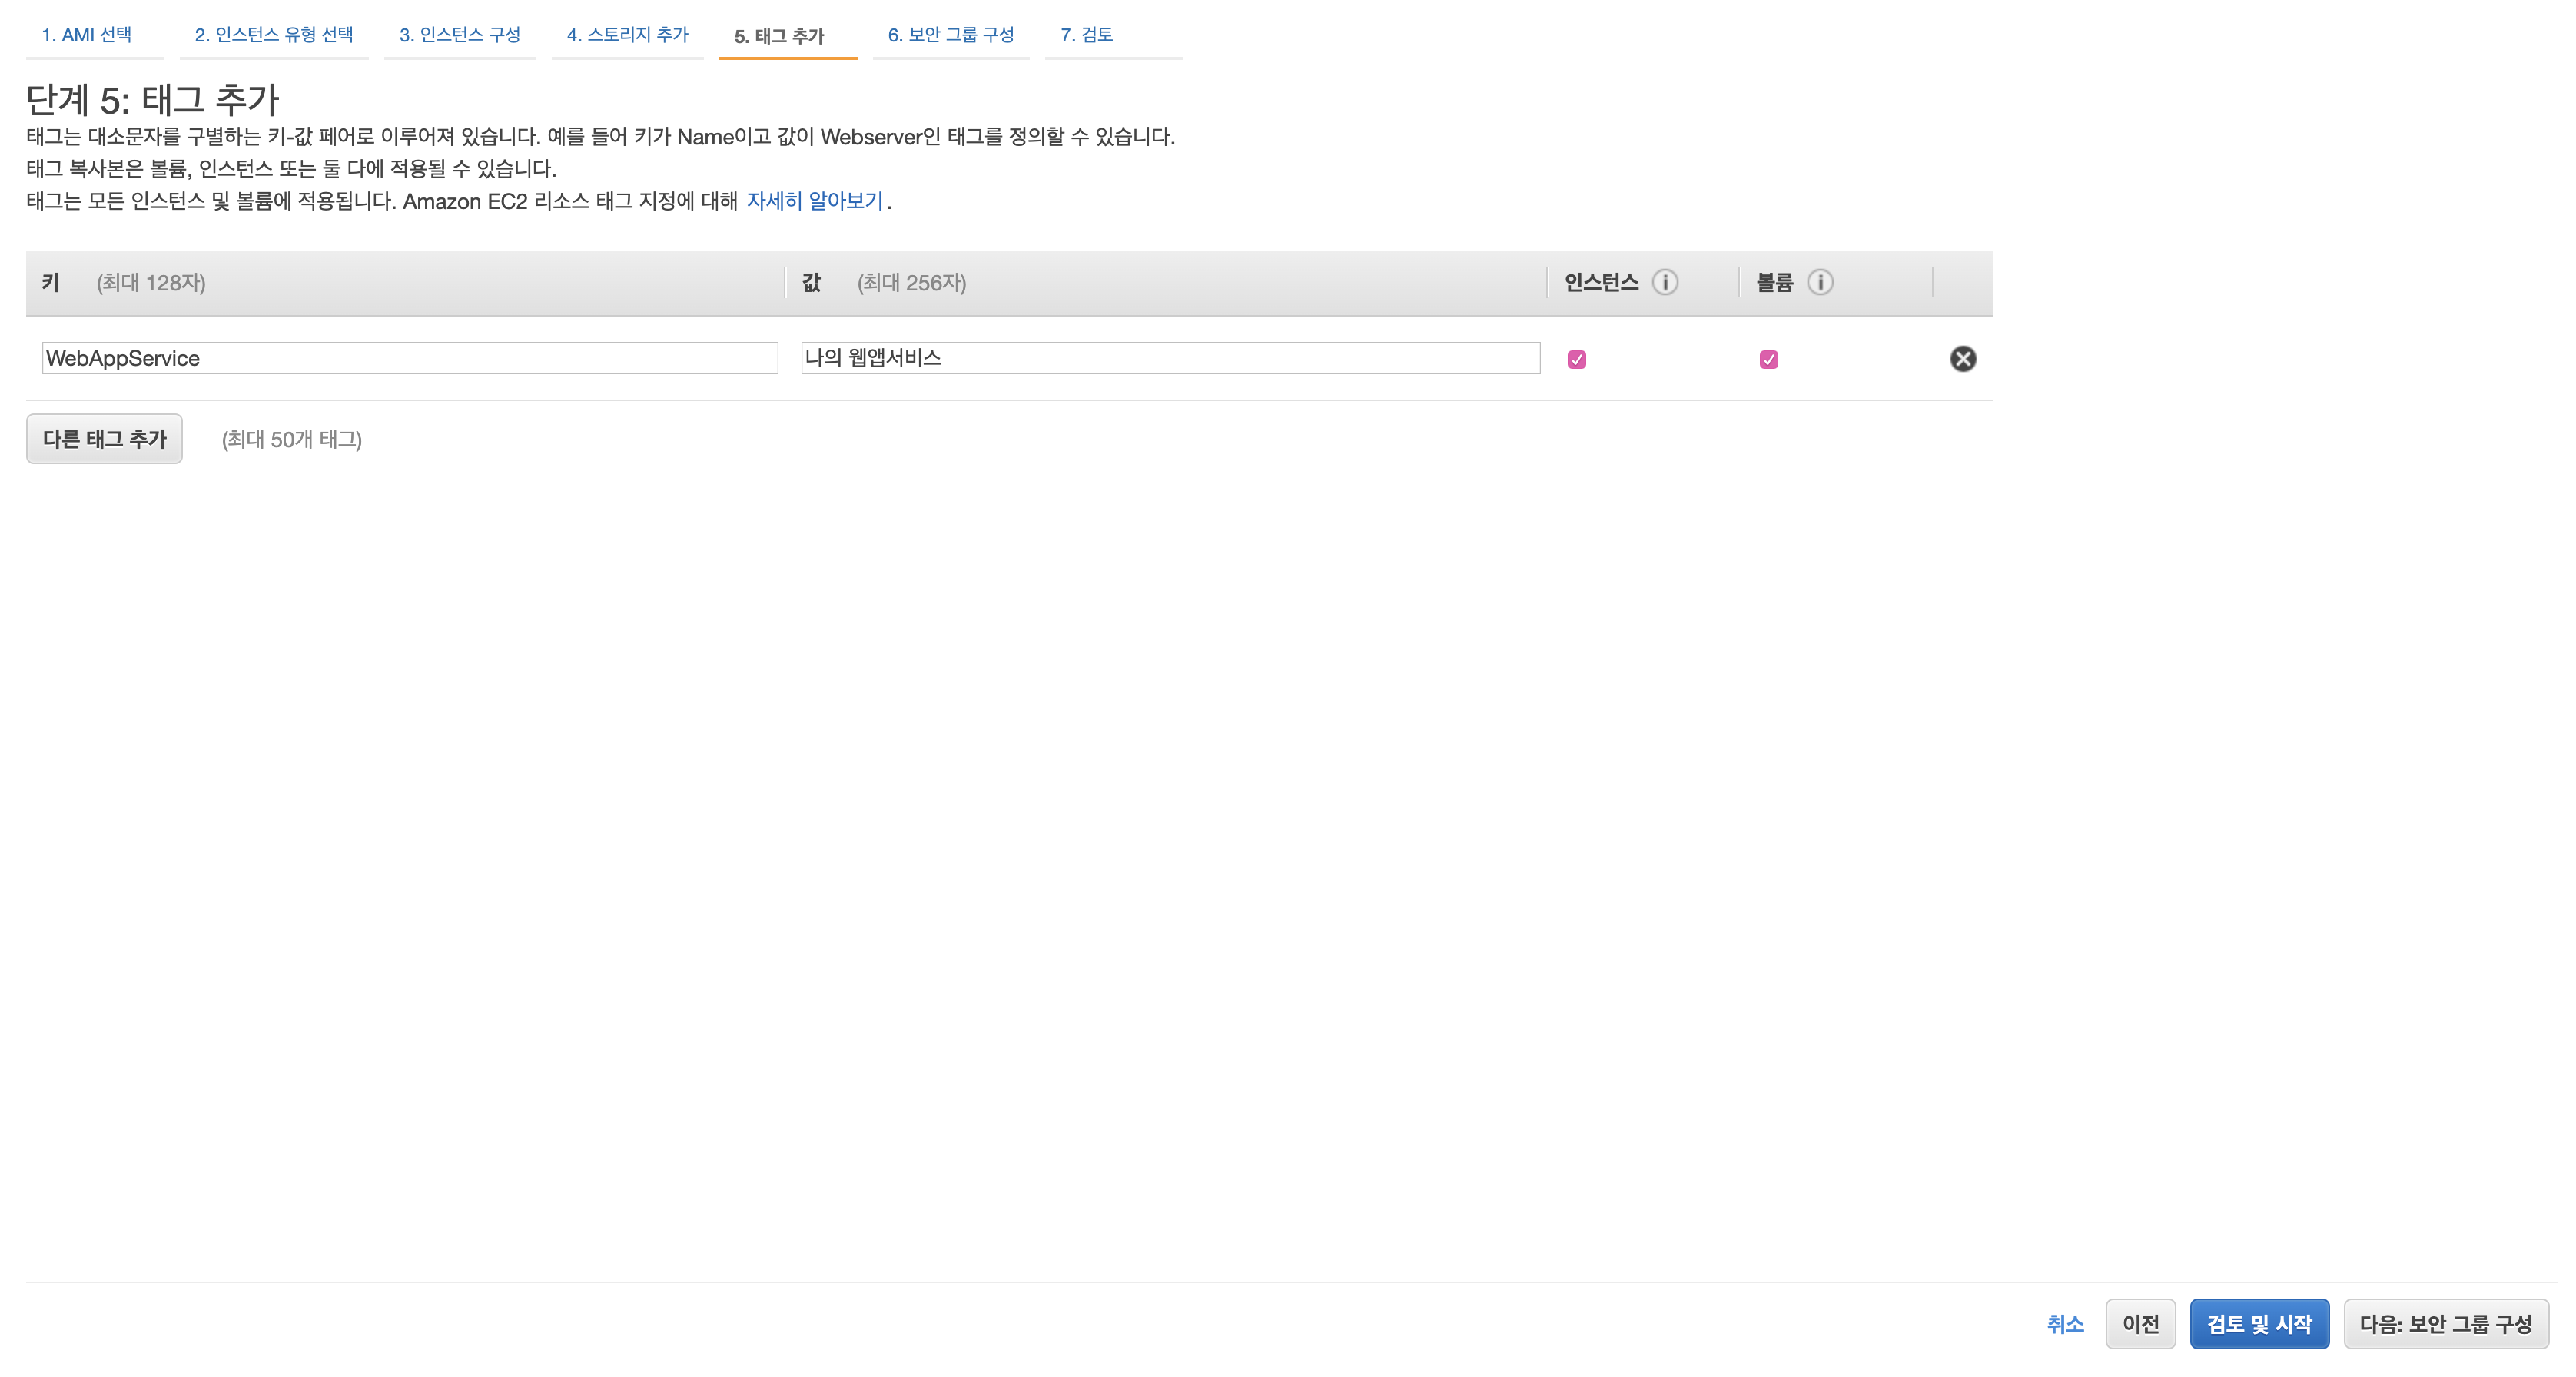 1. AMI 선택 2. 인스턴스 유형 선택 3. 인스턴스 구성 4. 스토리지 추가 5. 태그 추가 6. 보안 그룹 구성 7. 검토
단계 5: 태그 추가
태그는 대소문자를 구별하는 키-값 페어로 이루어져 있습니다. 예를 들어 키가 Name이고 값이 Webserver인 태그를 정의할 수 있습니다.
태그 복사본은 볼륨, 인스턴스 또는 둘 다에 적용될 수 있습니다.
태그는 모든 인스턴스 및 볼륨에 적용됩니다. Amazon EC2 리소스 태그 지정에 대해 자세히 알아보기.
키 (최대 128자) 값 (최대 256자) 인스턴스 볼륨
WebAppService 나의 웹앱서비스
다른 태그 추가 (최대 50개 태그)
취소 이전 검토 및 시작 다음: 보안 그룹 구성